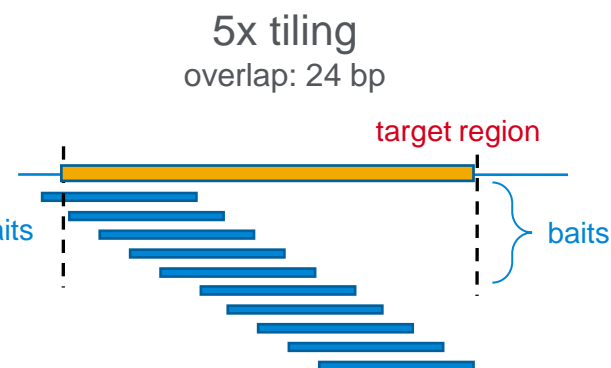 5x tiling
overlap: 24 bp
target region
baits